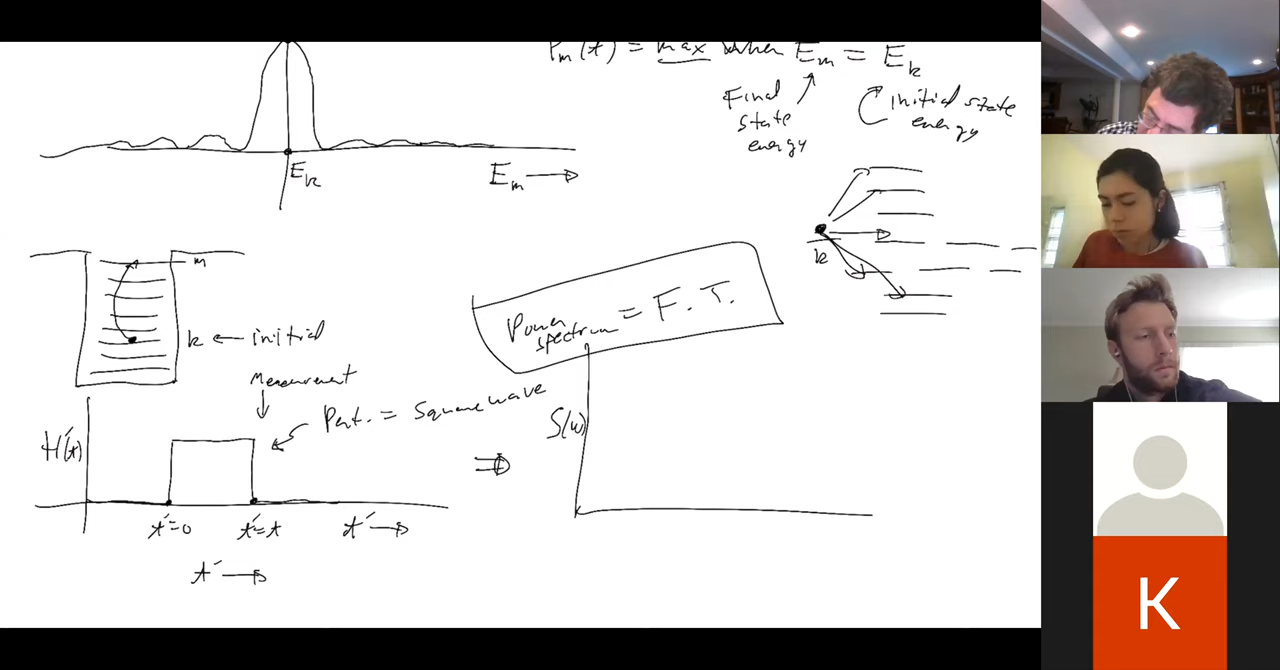 Pm(t) = max when Em = Ek
Final
state
energy
initial state
energy
Ek
Em
k
m
k ← initial
Power
spectrum = F.T.
Measurement
Pert. = Square wave
H'(t)
S(ω)
t'=0
t'=t
t' →
t' →
K